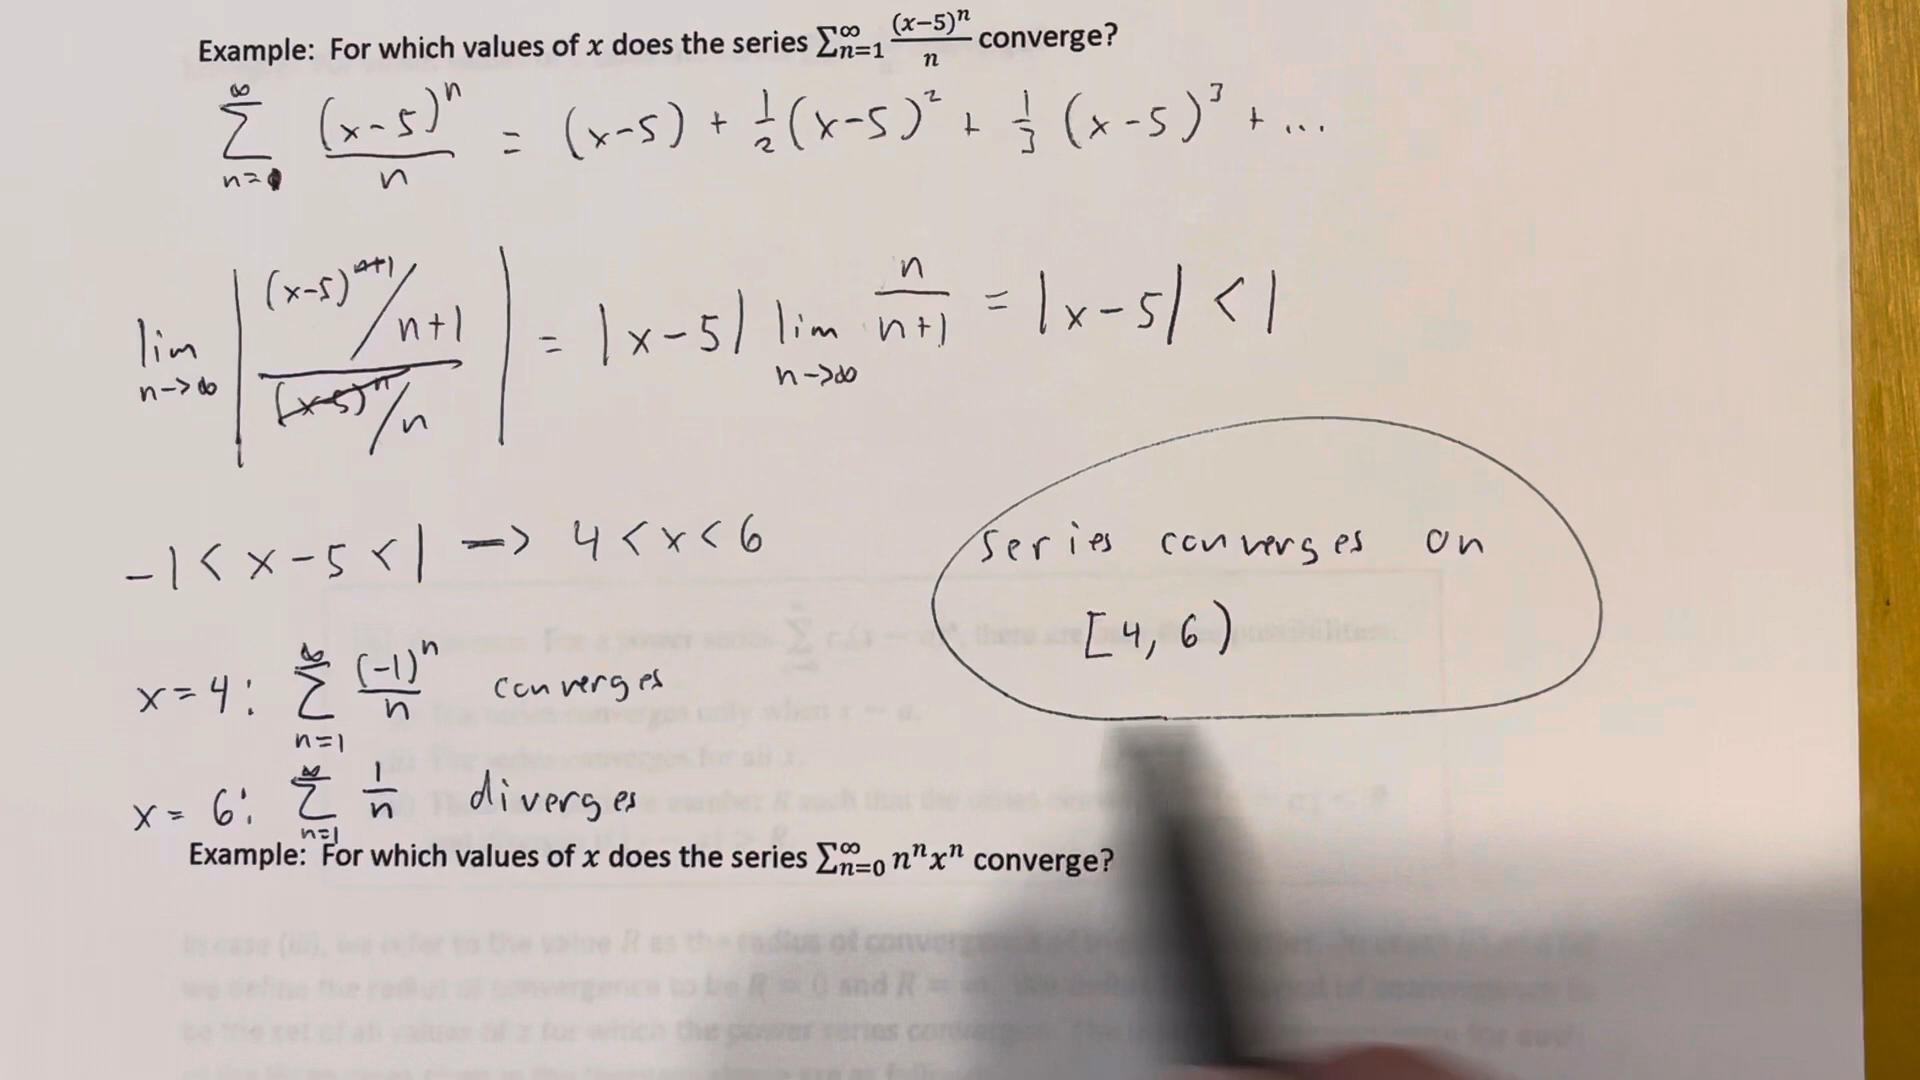 Example: For which values of x does the series ∑_{n=1}^{∞} (x−5)^n / n converge?
∑_{n=1}^{∞} (x-5)^n / n = (x-5) + 1/2 (x-5)^2 + 1/3 (x-5)^3 + ...
lim_{n->∞} | ((x-5)^{n+1} / n+1) / ((x-5)^n / n) | = |x-5| lim_{n->∞} n/(n+1) = |x-5| < 1
-1 < x-5 < 1 -> 4 < x < 6
series converges on
[4, 6)
x = 4: ∑_{n=1}^{∞} (-1)^n / n converges
x = 6: ∑_{n=1}^{∞} 1/n diverges
Example: For which values of x does the series ∑_{n=0}^{∞} n^n x^n converge?